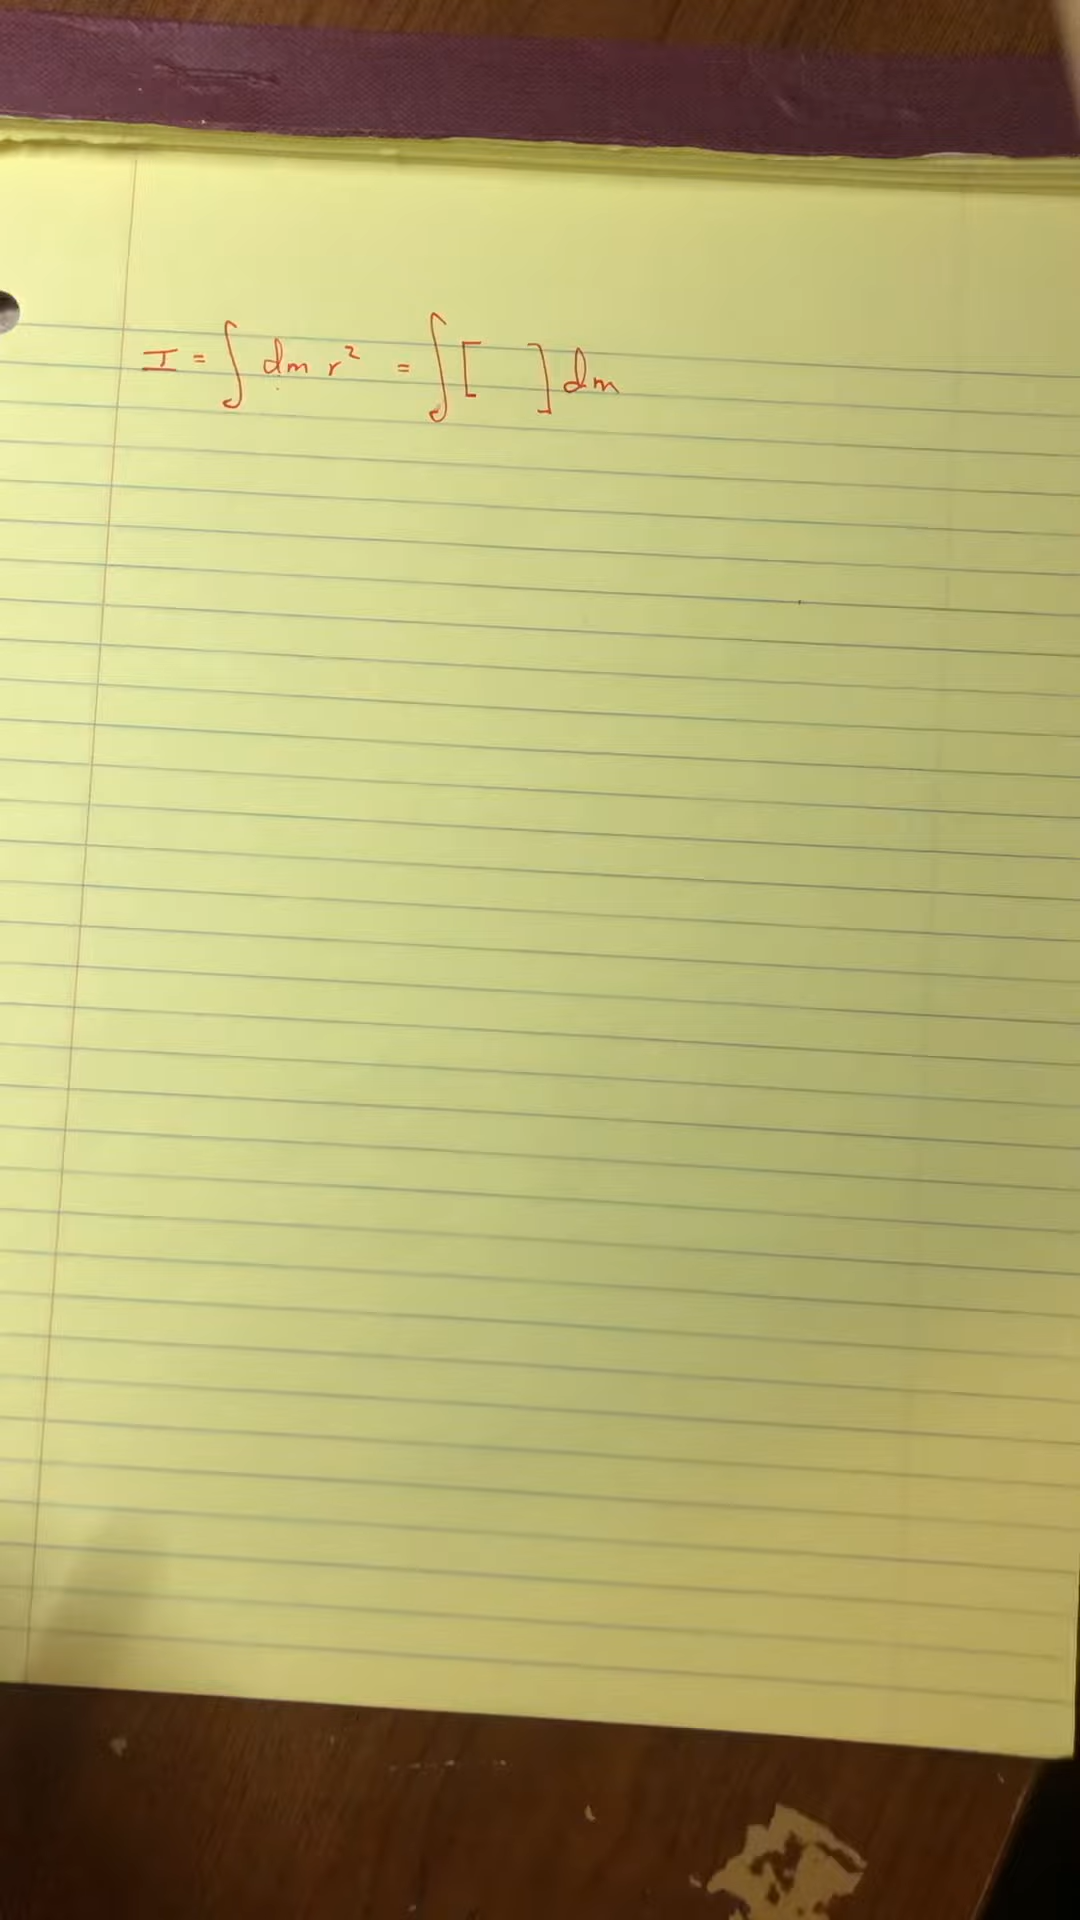 I = ∫ dm r² = ∫ [ ] dm